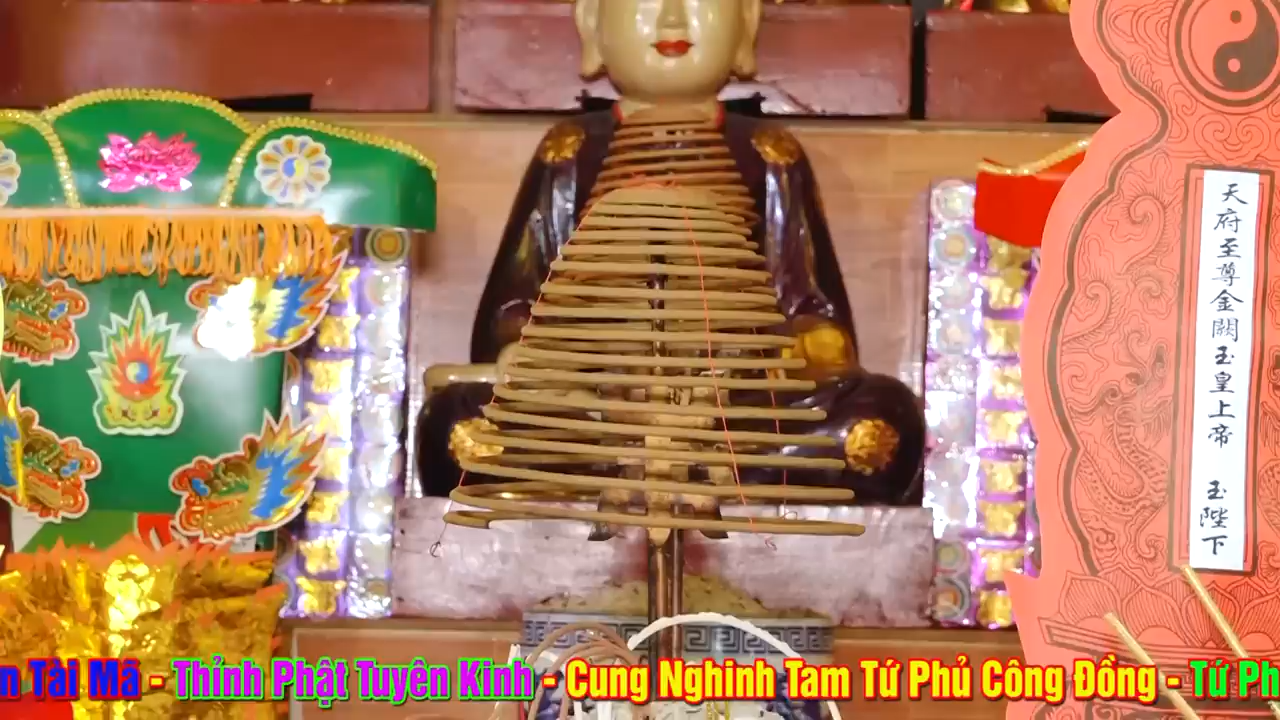 天府至尊金闕玉皇上帝 玉陛下
n Tài Mã - Thỉnh Phật Tuyên Kinh - Cung Nghinh Tam Tứ Phủ Công Đồng - Tứ Ph